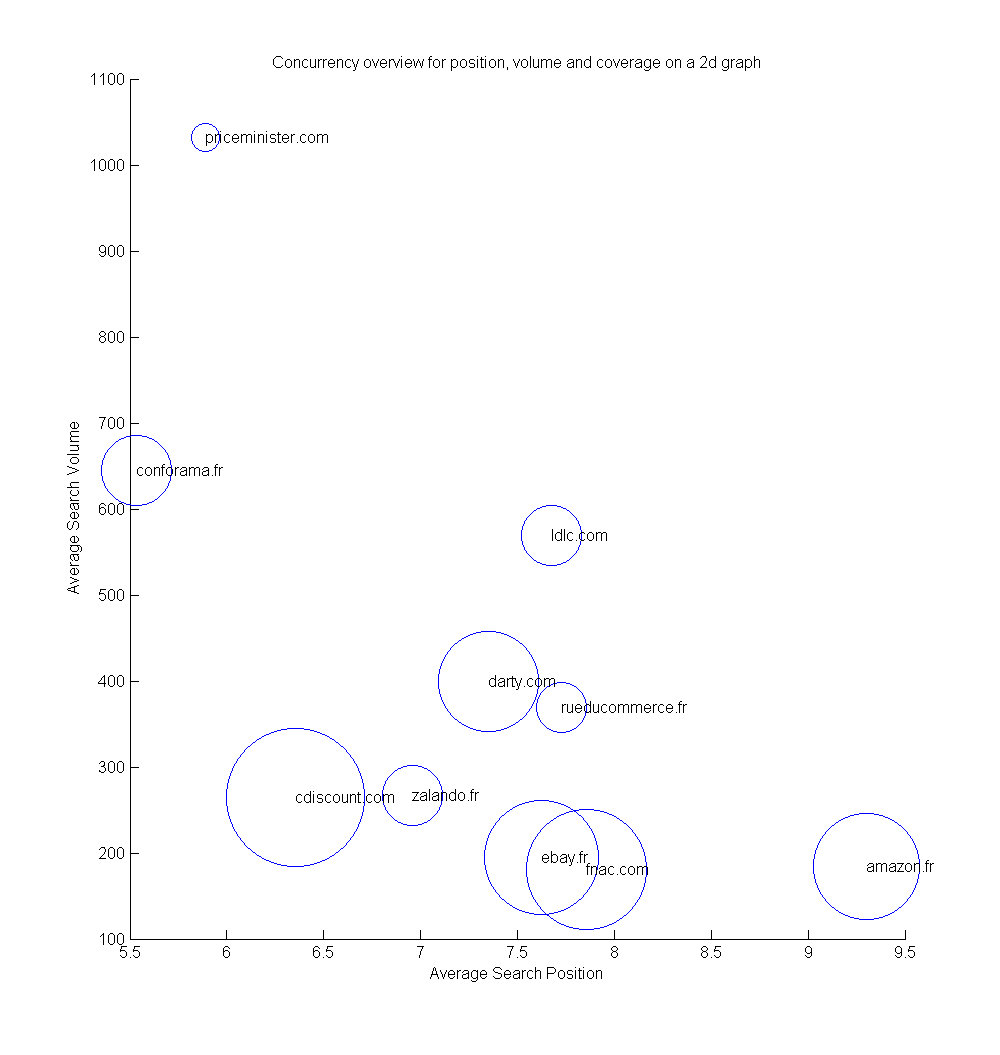 Concurrency overview for position, volume and coverage on a 2d graph
1100
priceminister.com
1000
900
800
700
Average Search Volume
conforama.fr
600
ldlc.com
500
400
darty.com
rueducommerce.fr
300
cdiscount.com
zalando.fr
200
ebay.fr
fnac.com
amazon.fr
100
5.5 6 6.5 7 7.5 8 8.5 9 9.5
Average Search Position